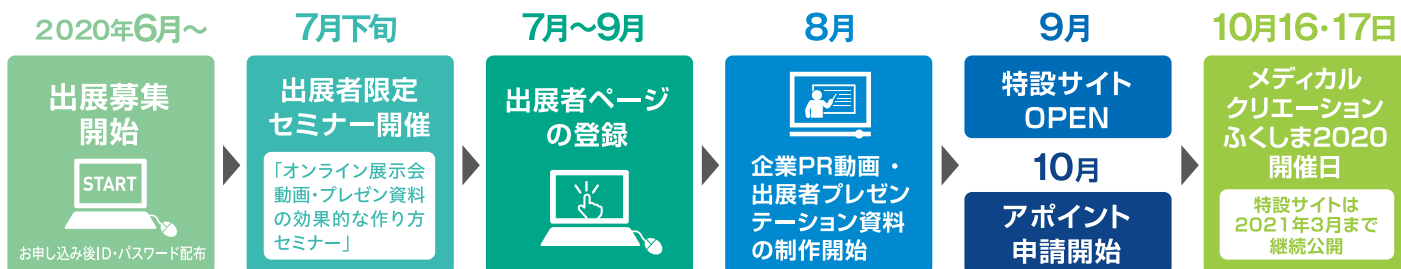 2020年6月〜
出展募集
開始
START
お申し込み後ID・パスワード配布
7月下旬
出展者限定
セミナー開催
「オンライン展示会
動画・プレゼン資料
の効果的な作り方
セミナー」
7月〜9月
出展者ページ
の登録
8月
企業PR動画・
出展者プレゼン
テーション資料
の制作開始
9月
特設サイト
OPEN
10月
アポイント
申請開始
10月16・17日
メディカル
クリエーション
ふくしま2020
開催日
特設サイトは
2021年3月まで
継続公開